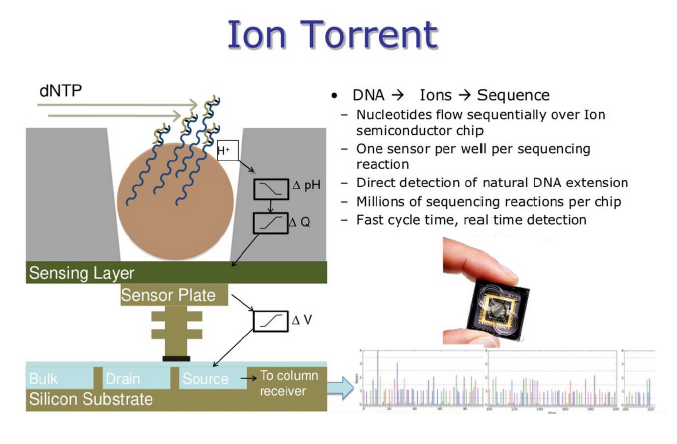 Ion Torrent
dNTP
H+
Δ pH
Δ Q
Sensing Layer
Sensor Plate
Δ V
Bulk
Drain
Source
To column
receiver
Silicon Substrate
• DNA → Ions → Sequence
– Nucleotides flow sequentially over Ion
semiconductor chip
– One sensor per well per sequencing
reaction
– Direct detection of natural DNA extension
– Millions of sequencing reactions per chip
– Fast cycle time, real time detection